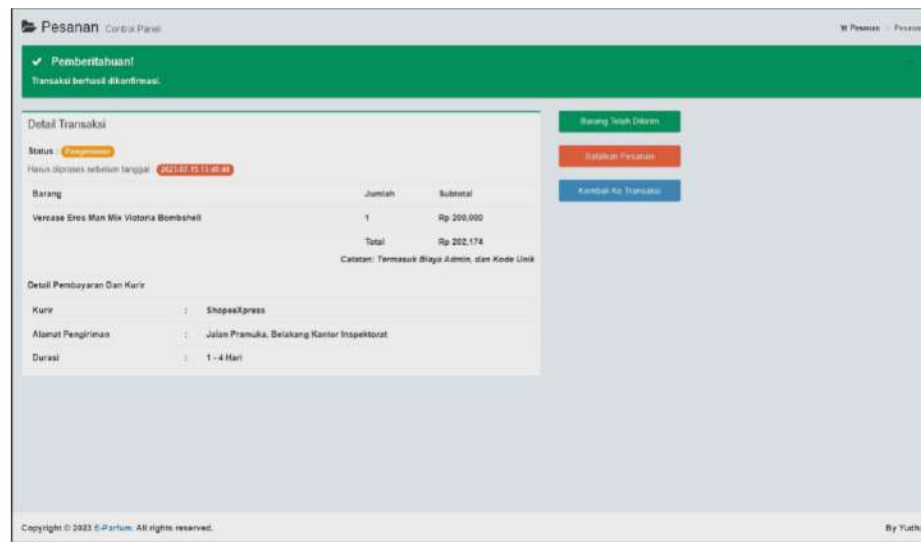 Pesanan Control Panel
Pesanan
Pemberitahuan!
Transaksi berhasil dikonfirmasi.
Detail Transaksi
Status :
Harus diproses sebelum tanggal :
Barang Jumlah Subtotal
Versase Eros Man Mix Victoria Bombshell 1 Rp 200,000
Total Rp 202,174
Catatan: Termasuk Biaya Admin, dan Kode Unik
Detail Pembayaran Dan Kurir
Kurir : ShopeeXpress
Alamat Pengiriman : Jalan Pramuka, Belakang Kantor Inspektorat
Durasi : 1 - 4 Hari
Barang Telah Dikirim
Batalkan Pesanan
Kembali Ke Transaksi
Copyright © 2023 E-Parfum. All rights reserved.
By